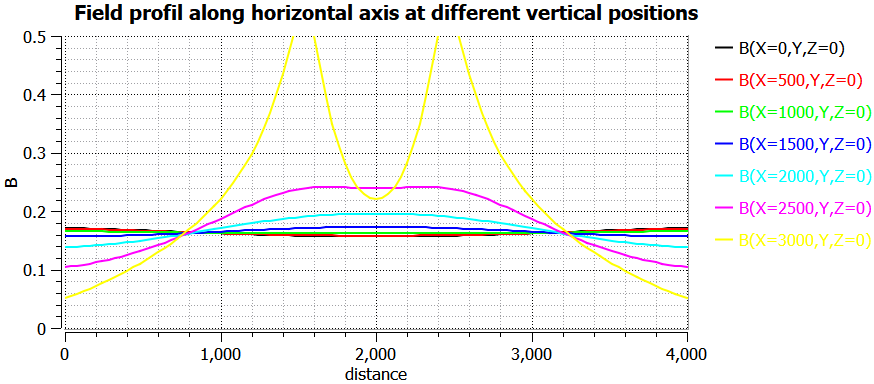 Field profil along horizontal axis at different vertical positions
0.5
0.4
0.3
0.2
0.1
0
B
0
1,000
2,000
3,000
4,000
distance
B(X=0,Y,Z=0)
B(X=500,Y,Z=0)
B(X=1000,Y,Z=0)
B(X=1500,Y,Z=0)
B(X=2000,Y,Z=0)
B(X=2500,Y,Z=0)
B(X=3000,Y,Z=0)